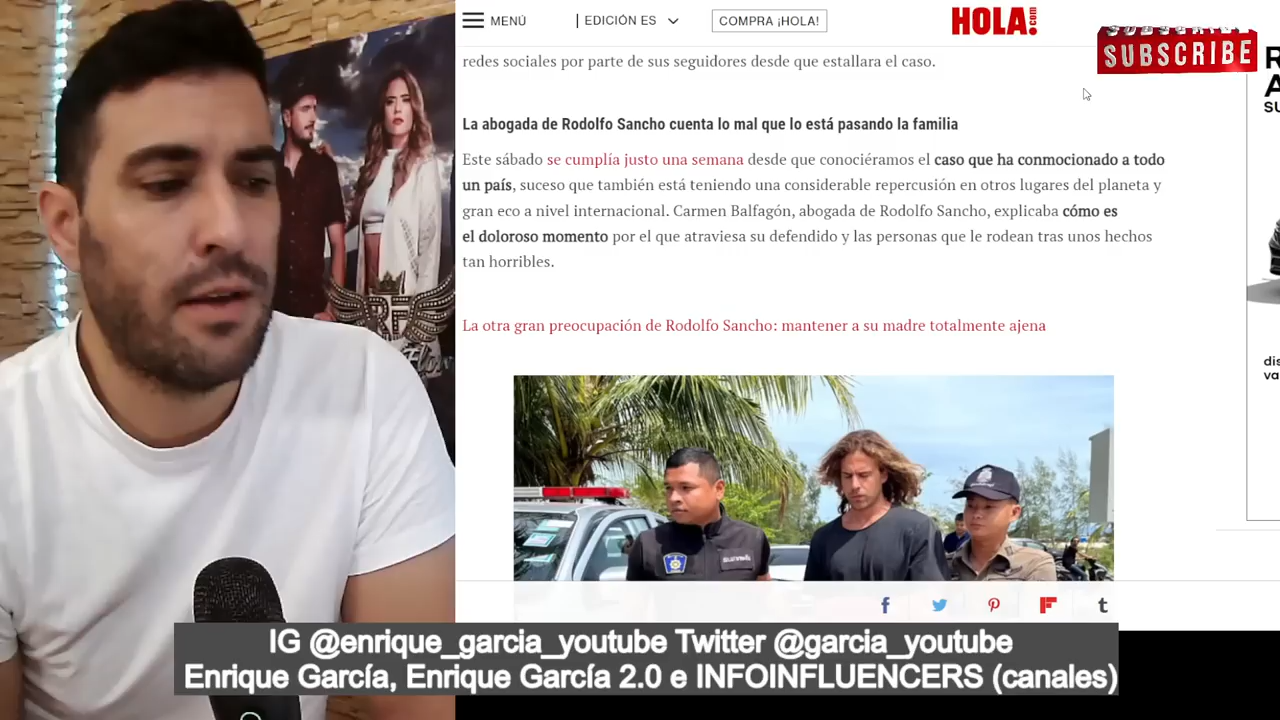 MENÚ
EDICIÓN ES
COMPRA ¡HOLA!
HOLA!.com
SUBSCRIBE
redes sociales por parte de sus seguidores desde que estallara el caso.
La abogada de Rodolfo Sancho cuenta lo mal que lo está pasando la familia
Este sábado se cumplía justo una semana desde que conociéramos el caso que ha conmocionado a todo
un país, suceso que también está teniendo una considerable repercusión en otros lugares del planeta y
gran eco a nivel internacional. Carmen Balfagón, abogada de Rodolfo Sancho, explicaba cómo es
el doloroso momento por el que atraviesa su defendido y las personas que le rodean tras unos hechos
tan horribles.
La otra gran preocupación de Rodolfo Sancho: mantener a su madre totalmente ajena
RF
IG @enrique_garcia_youtube Twitter @garcia_youtube
Enrique García, Enrique García 2.0 e INFOINFLUENCERS (canales)